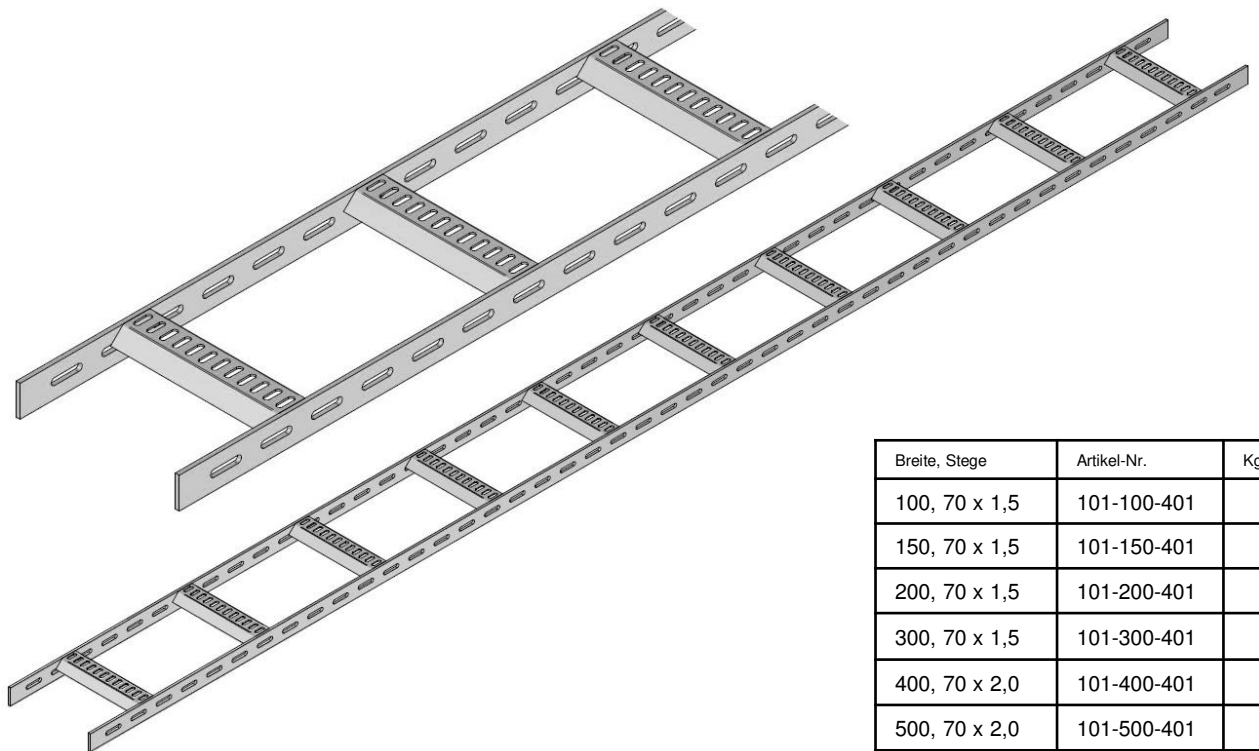 Breite, Stege Artikel-Nr. Kg
100, 70 x 1,5 101-100-401
150, 70 x 1,5 101-150-401
200, 70 x 1,5 101-200-401
300, 70 x 1,5 101-300-401
400, 70 x 2,0 101-400-401
500, 70 x 2,0 101-500-401